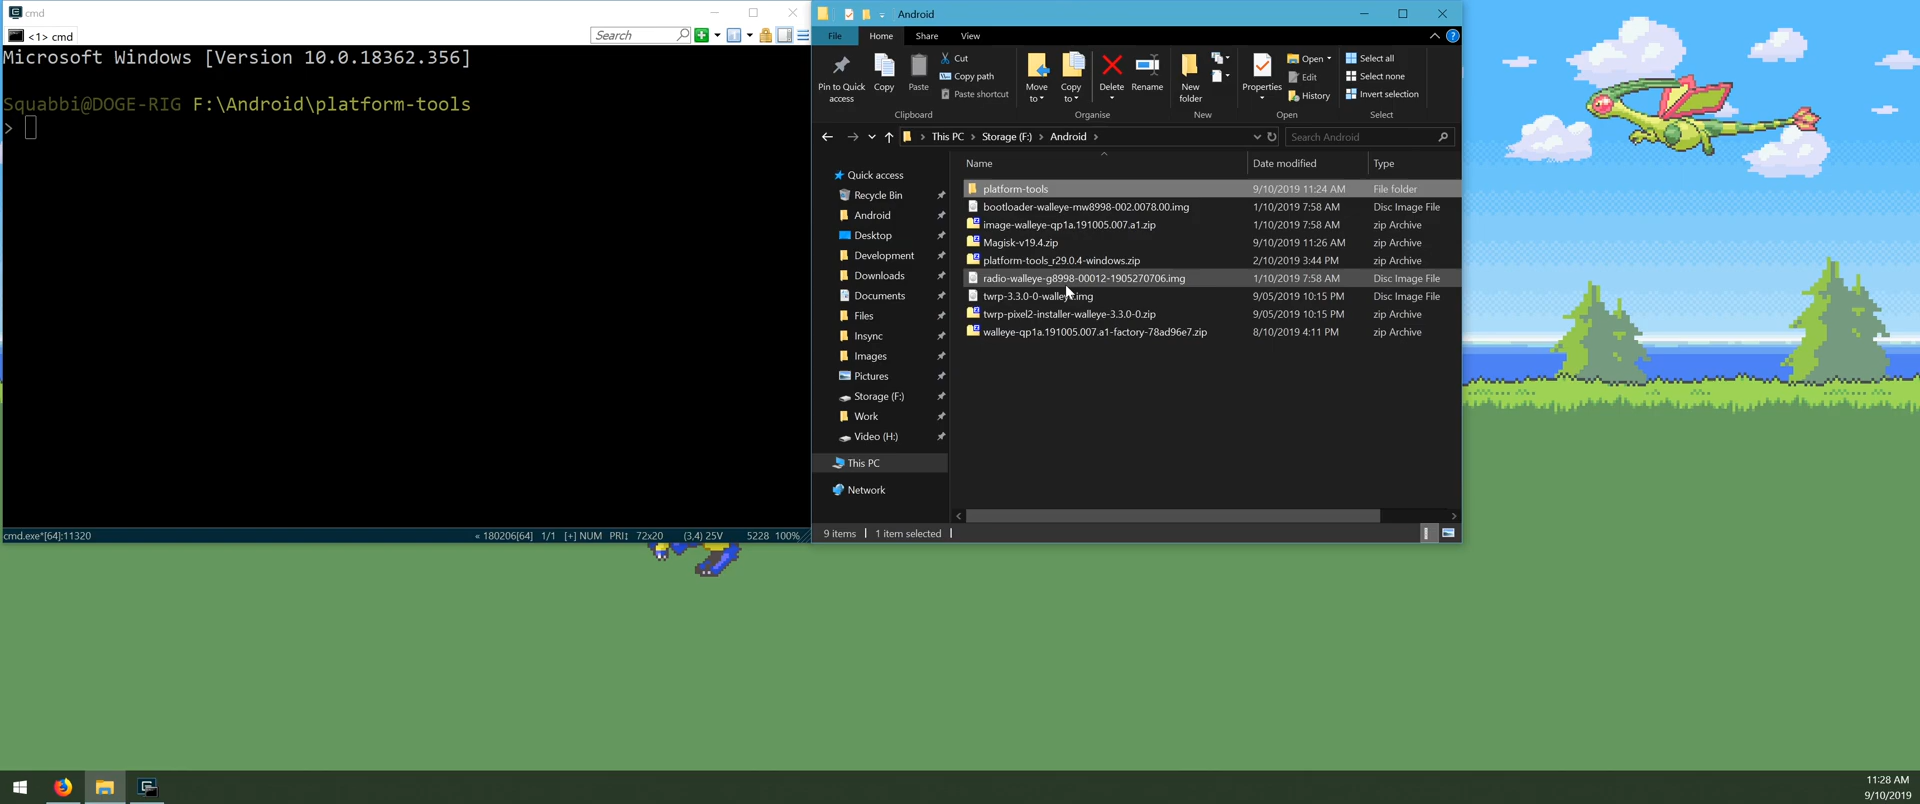 cmd
<1> cmd
Search
Microsoft Windows [Version 10.0.18362.356]
Squabbi@DOGE-RIG F:\Android\platform-tools
>
cmd.exe*[64]:11320
« 180206[64] 1/1 [+] NUM PRI↕ 72x20 (3,4) 25V 5228 100%
Android
File Home Share View
Pin to Quick access
Copy
Paste
Cut
Copy path
Paste shortcut
Clipboard
Move to
Copy to
Delete
Rename
Organise
New folder
New
Properties
Open
Edit
History
Open
Select all
Select none
Invert selection
Select
This PC > Storage (F:) > Android >
Search Android
Quick access
Recycle Bin
Android
Desktop
Development
Downloads
Documents
Files
Insync
Images
Pictures
Storage (F:)
Work
Video (H:)
This PC
Network
Name Date modified Type
platform-tools 9/10/2019 11:24 AM File folder
bootloader-walleye-mw8998-002.0078.00.img 1/10/2019 7:58 AM Disc Image File
image-walleye-qp1a.191005.007.a1.zip 1/10/2019 7:58 AM zip Archive
Magisk-v19.4.zip 9/10/2019 11:26 AM zip Archive
platform-tools_r29.0.4-windows.zip 2/10/2019 3:44 PM zip Archive
radio-walleye-g8998-00012-1905270706.img 1/10/2019 7:58 AM Disc Image File
twrp-3.3.0-0-walleye.img 9/05/2019 10:15 PM Disc Image File
twrp-pixel2-installer-walleye-3.3.0-0.zip 9/05/2019 10:15 PM zip Archive
walleye-qp1a.191005.007.a1-factory-78ad96e7.zip 8/10/2019 4:11 PM zip Archive
9 items 1 item selected
11:28 AM
9/10/2019